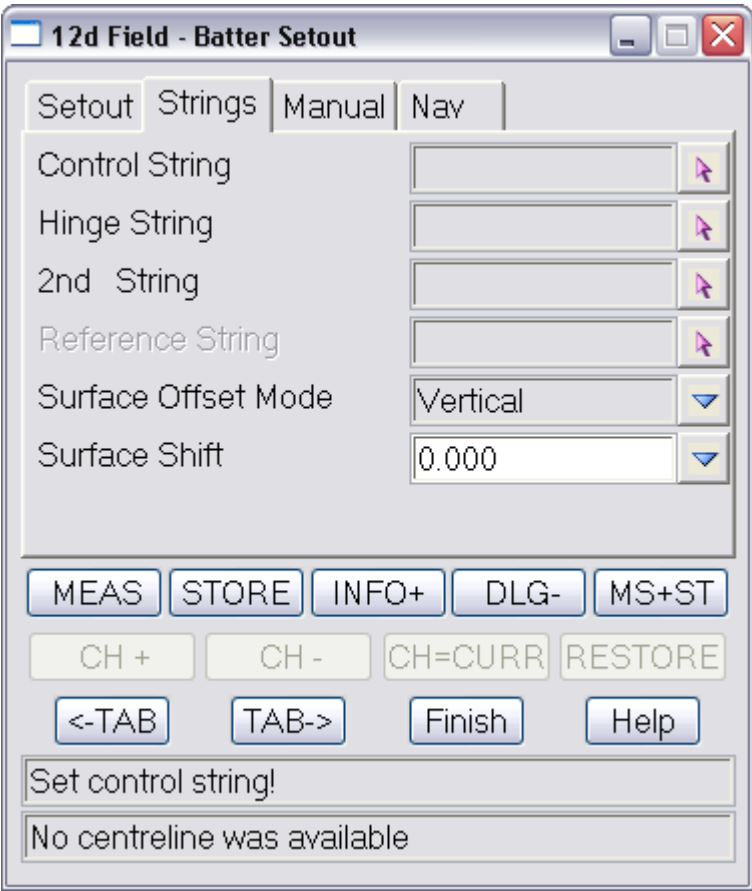 12d Field - Batter Setout
Setout Strings Manual Nav
Control String
Hinge String
2nd String
Reference String
Surface Offset Mode Vertical
Surface Shift 0.000
MEAS STORE INFO+ DLG- MS+ST
CH + CH - CH=CURR RESTORE
<-TAB TAB-> Finish Help
Set control string!
No centreline was available